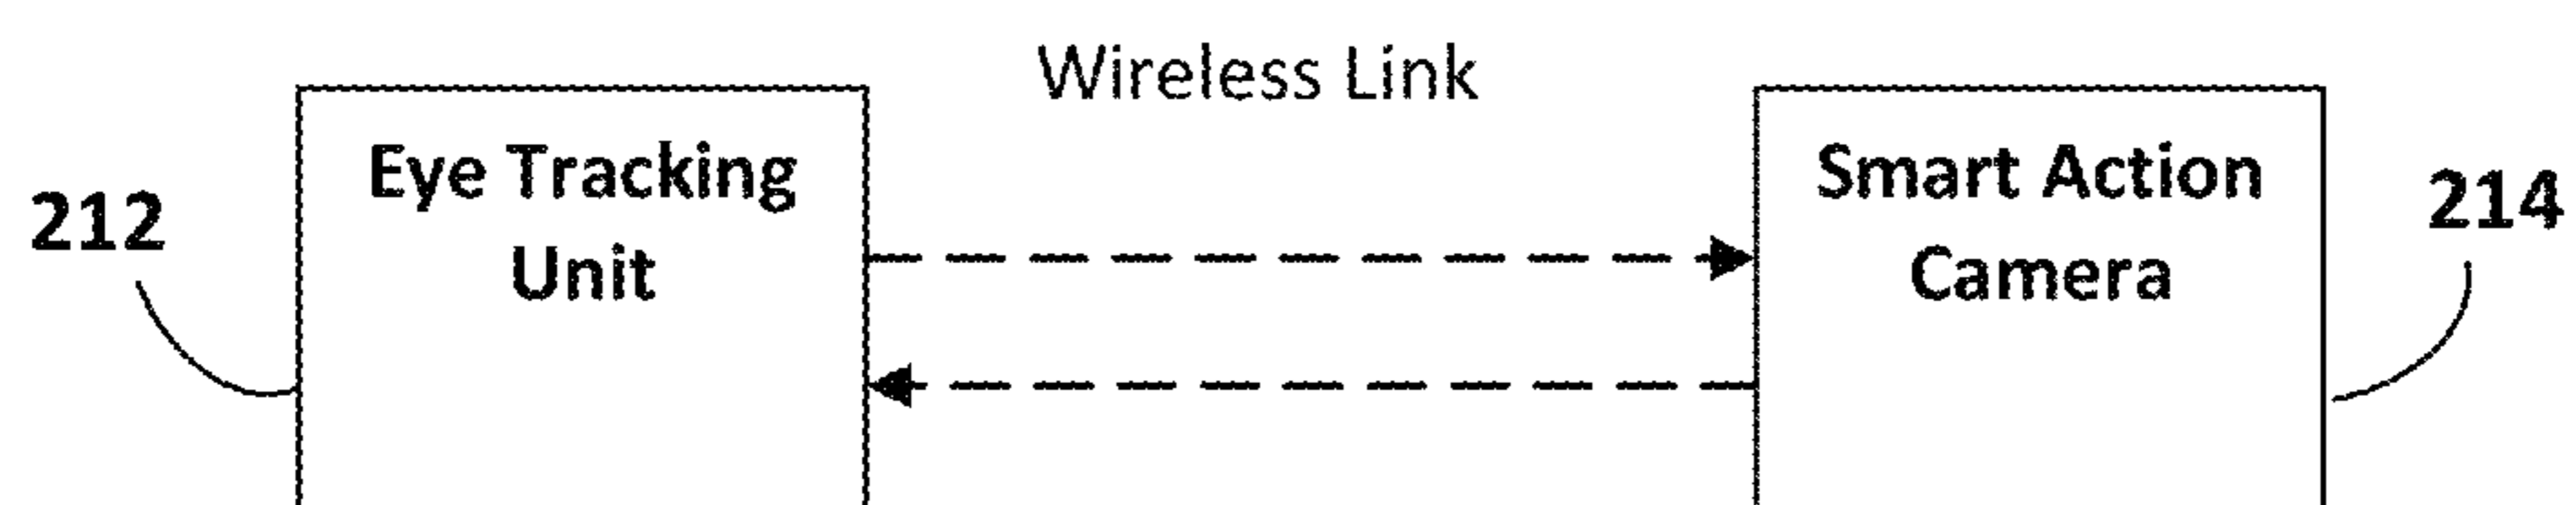 Wireless Link
Eye Tracking
Unit
Smart Action
Camera
212
214